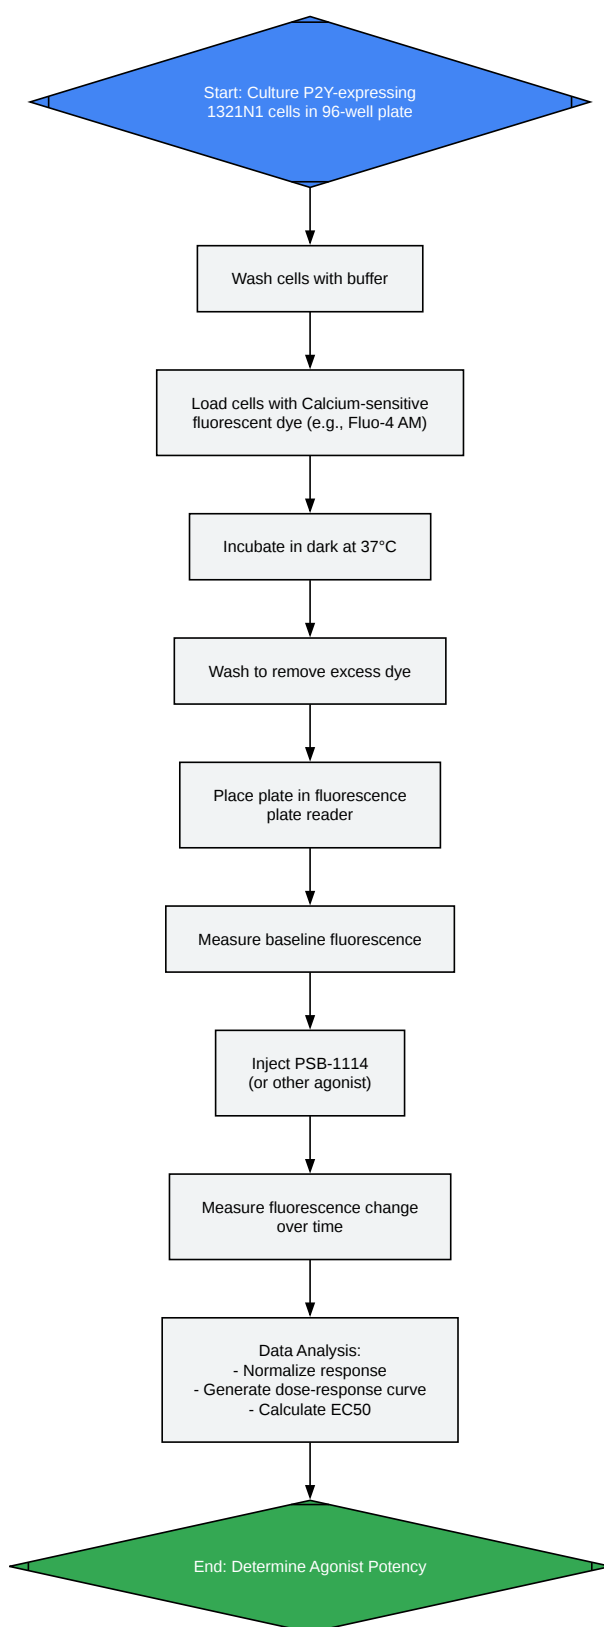 Start: Culture P2Y-expressing
1321N1 cells in 96-well plate
Wash cells with buffer
Load cells with Calcium-sensitive
fluorescent dye (e.g., Fluo-4 AM)
Incubate in dark at 37°C
Wash to remove excess dye
Place plate in fluorescence
plate reader
Measure baseline fluorescence
Inject PSB-1114
(or other agonist)
Measure fluorescence change
over time
Data Analysis:
- Normalize response
- Generate dose-response curve
- Calculate EC50
End: Determine Agonist Potency